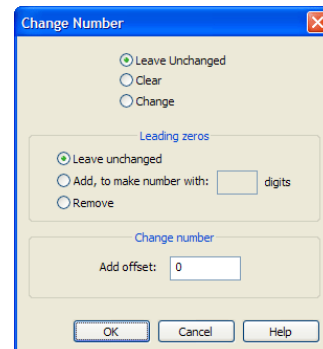 Change Number
Leave Unchanged
Clear
Change
Leading zeros
Leave unchanged
Add, to make number with: digits
Remove
Change number
Add offset: 0
OK Cancel Help